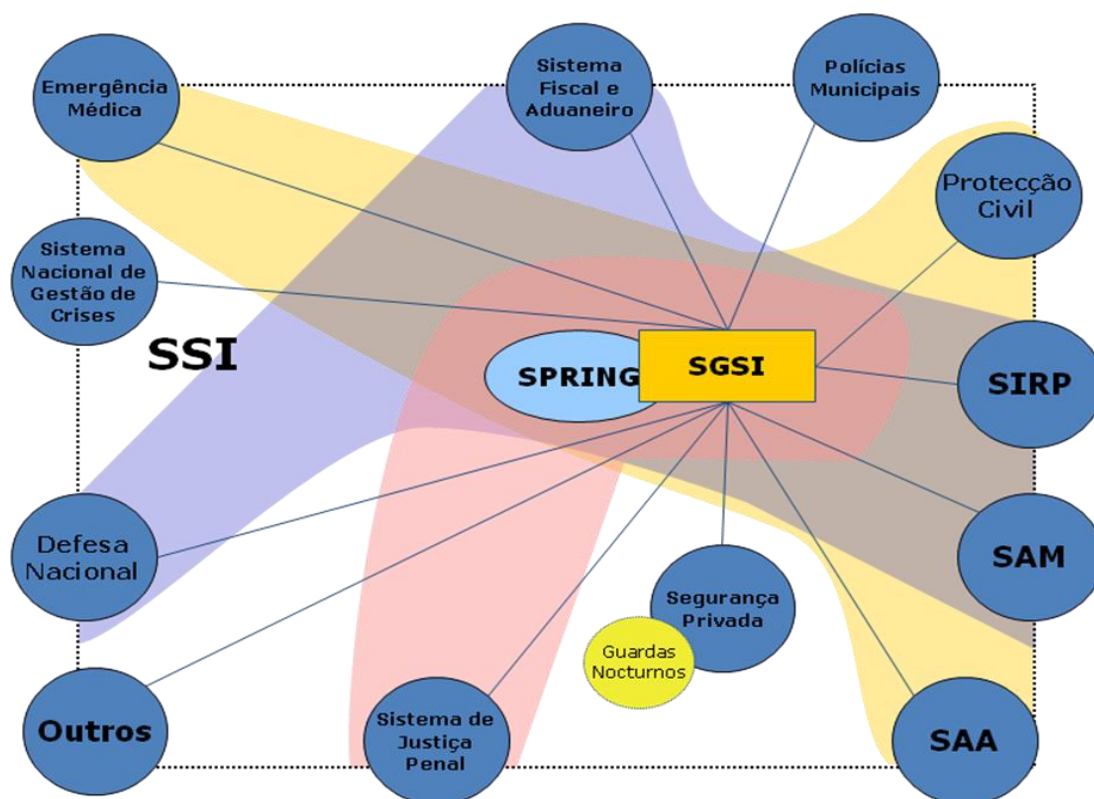 Emergência
Médica
Sistema
Fiscal e
Aduaneiro
Polícias
Municipais
Protecção
Civil
Sistema
Nacional de
Gestão de
Crises
SSI
SPRING
SGSI
SIRP
Defesa
Nacional
SAM
Segurança
Privada
Guardas
Nocturnos
Outros
Sistema de
Justiça
Penal
SAA